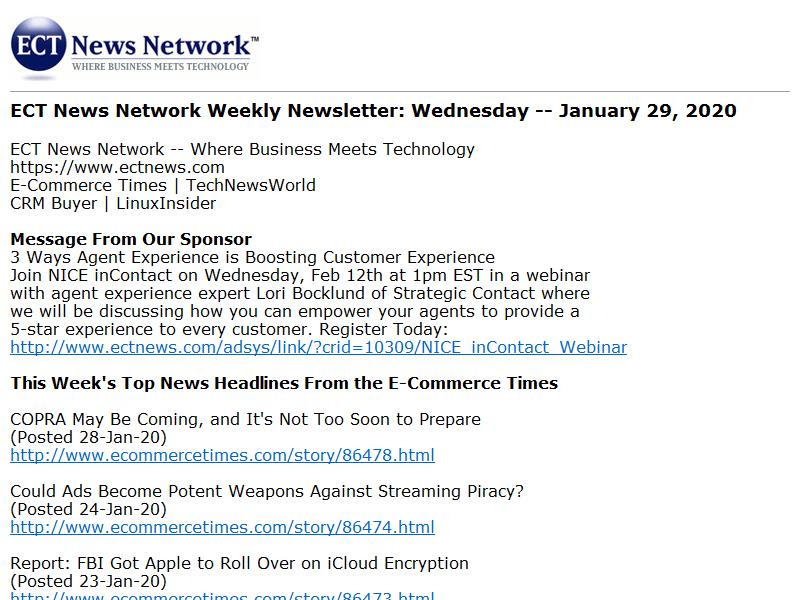 ECT News Network™
WHERE BUSINESS MEETS TECHNOLOGY
ECT News Network Weekly Newsletter: Wednesday -- January 29, 2020
ECT News Network -- Where Business Meets Technology
https://www.ectnews.com
E-Commerce Times | TechNewsWorld
CRM Buyer | LinuxInsider
Message From Our Sponsor
3 Ways Agent Experience is Boosting Customer Experience
Join NICE inContact on Wednesday, Feb 12th at 1pm EST in a webinar
with agent experience expert Lori Bocklund of Strategic Contact where
we will be discussing how you can empower your agents to provide a
5-star experience to every customer. Register Today:
http://www.ectnews.com/adsys/link/?crid=10309/NICE_inContact_Webinar
This Week's Top News Headlines From the E-Commerce Times
COPRA May Be Coming, and It's Not Too Soon to Prepare
(Posted 28-Jan-20)
http://www.ecommercetimes.com/story/86478.html
Could Ads Become Potent Weapons Against Streaming Piracy?
(Posted 24-Jan-20)
http://www.ecommercetimes.com/story/86474.html
Report: FBI Got Apple to Roll Over on iCloud Encryption
(Posted 23-Jan-20)
http://www.ecommercetimes.com/story/86473.html